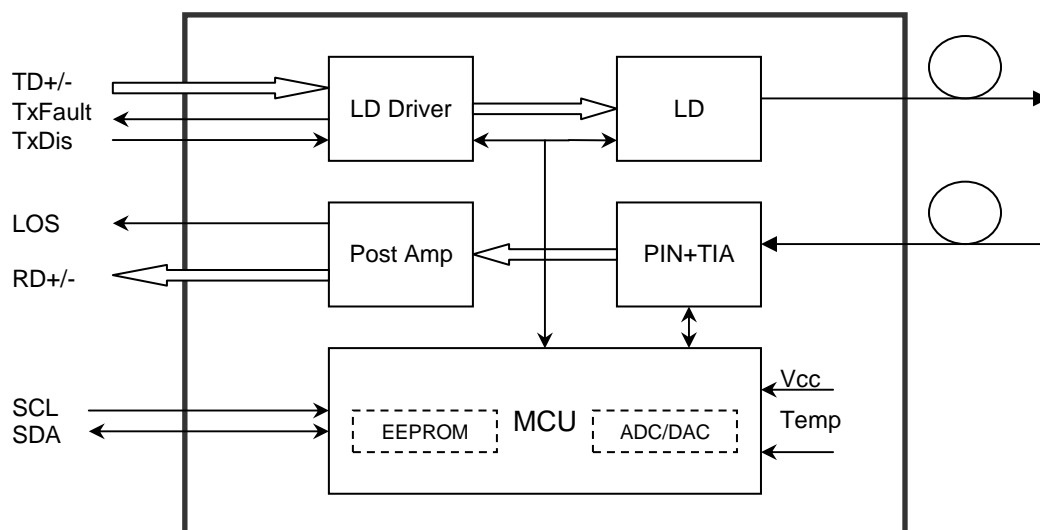 TD+/-
TxFault
TxDis
LD Driver
LD
LOS
RD+/-
Post Amp
PIN+TIA
SCL
SDA
EEPROM
MCU
ADC/DAC
Vcc
Temp